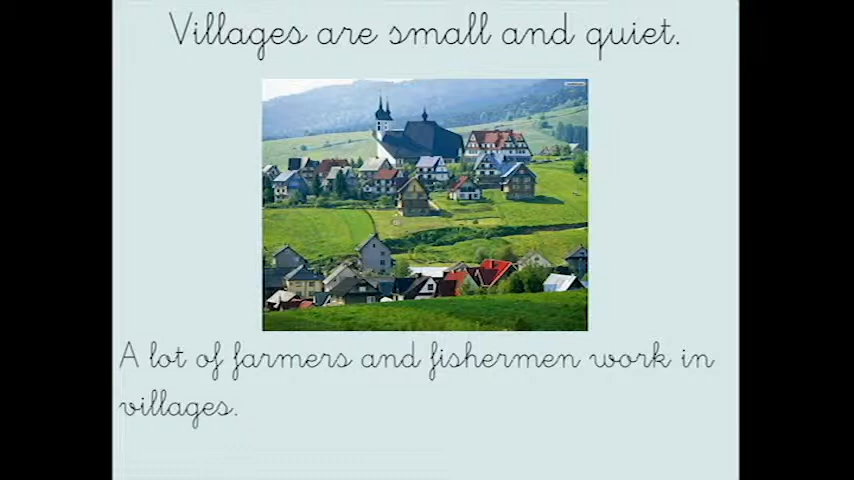 Villages are small and quiet.
A lot of farmers and fishermen work in
villages.